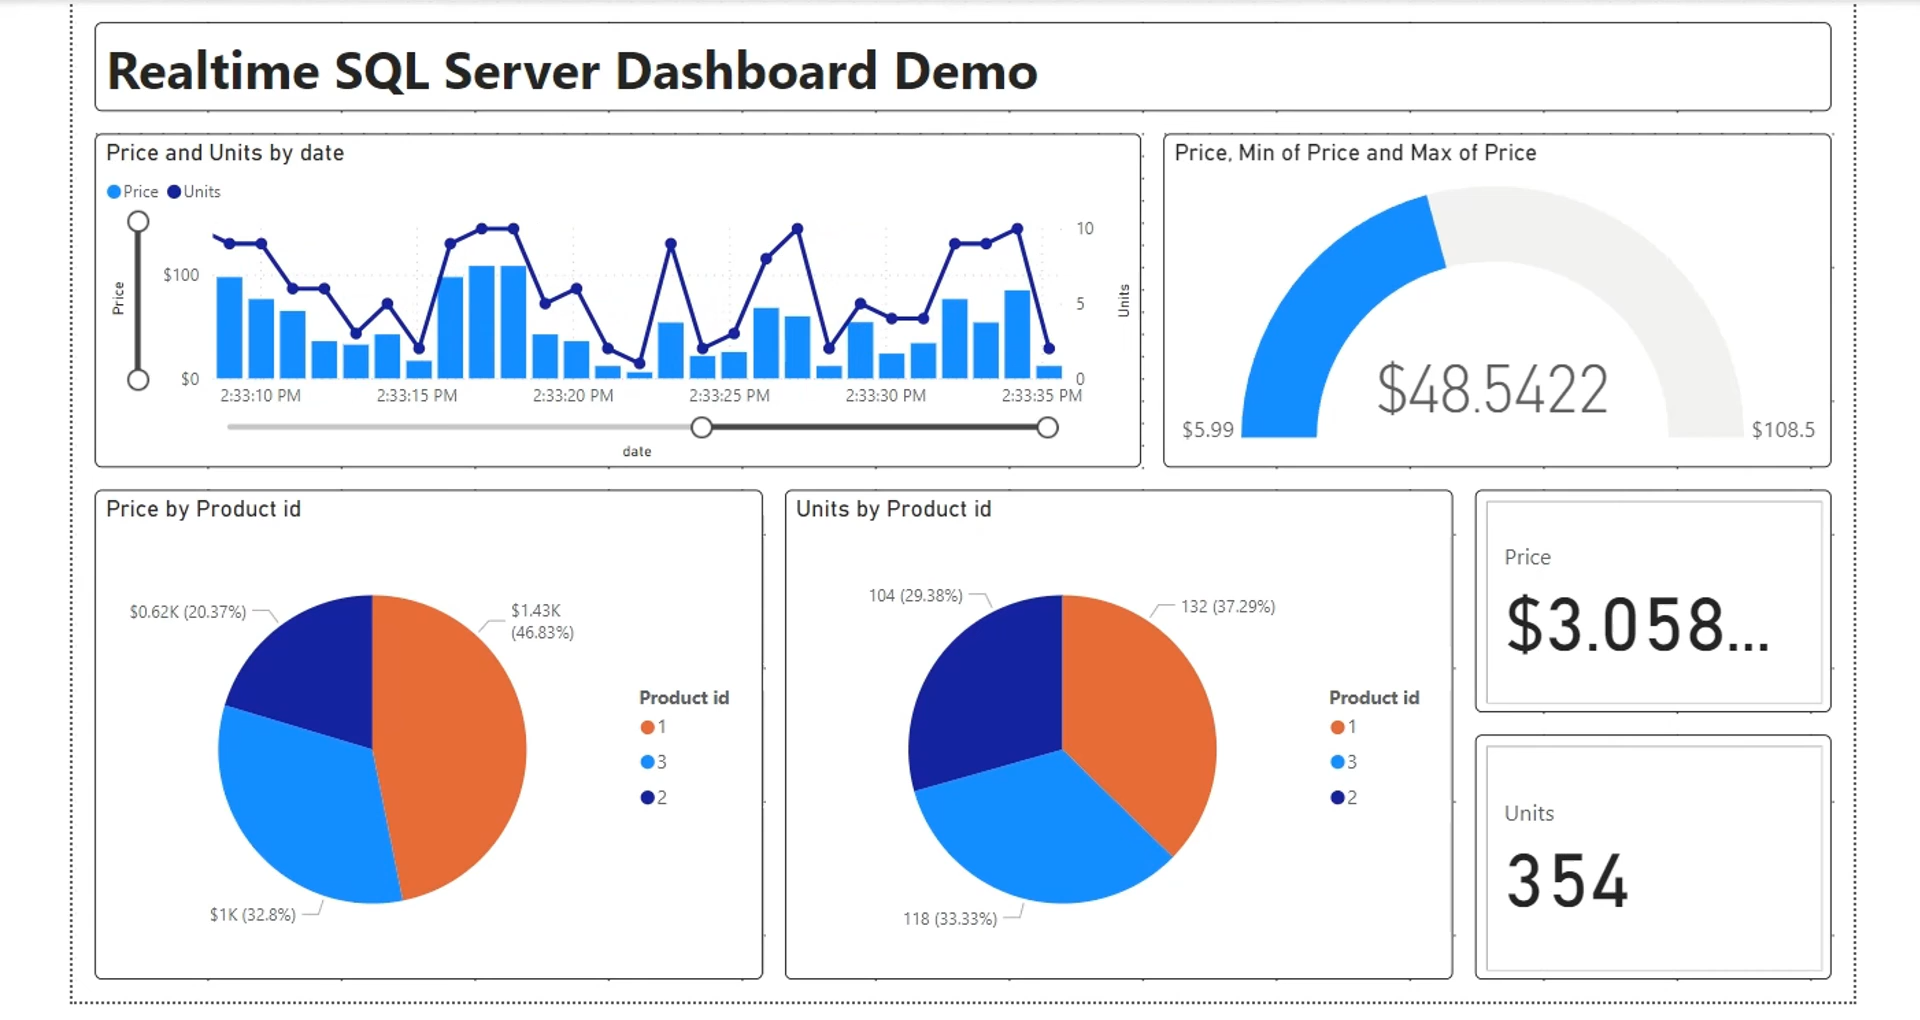 Realtime SQL Server Dashboard Demo
Price and Units by date
Price Units
Price
$100
$0
10
5
0
Units
2:33:10 PM 2:33:15 PM 2:33:20 PM 2:33:25 PM 2:33:30 PM 2:33:35 PM
date
Price, Min of Price and Max of Price
$48.5422
$5.99
$108.5
Price by Product id
$0.62K (20.37%)
$1.43K
(46.83%)
$1K (32.8%)
Product id
1
3
2
Units by Product id
104 (29.38%)
132 (37.29%)
118 (33.33%)
Product id
1
3
2
Price
$3.058...
Units
354